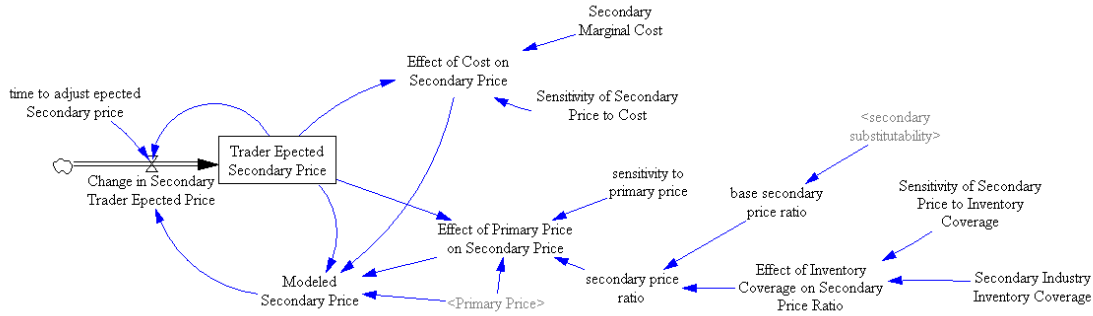 Secondary
Marginal Cost
Effect of Cost on
Secondary Price
time to adjust epected
Secondary price
Sensitivity of Secondary
Price to Cost
<secondary
substitutability>
Trader Epected
Secondary Price
Change in Secondary
Trader Epected Price
sensitivity to
primary price
base secondary
price ratio
Sensitivity of Secondary
Price to Inventory
Coverage
Effect of Primary Price
on Secondary Price
Modeled
Secondary Price
<Primary Price>
secondary price
ratio
Effect of Inventory
Coverage on Secondary
Price Ratio
Secondary Industry
Inventory Coverage